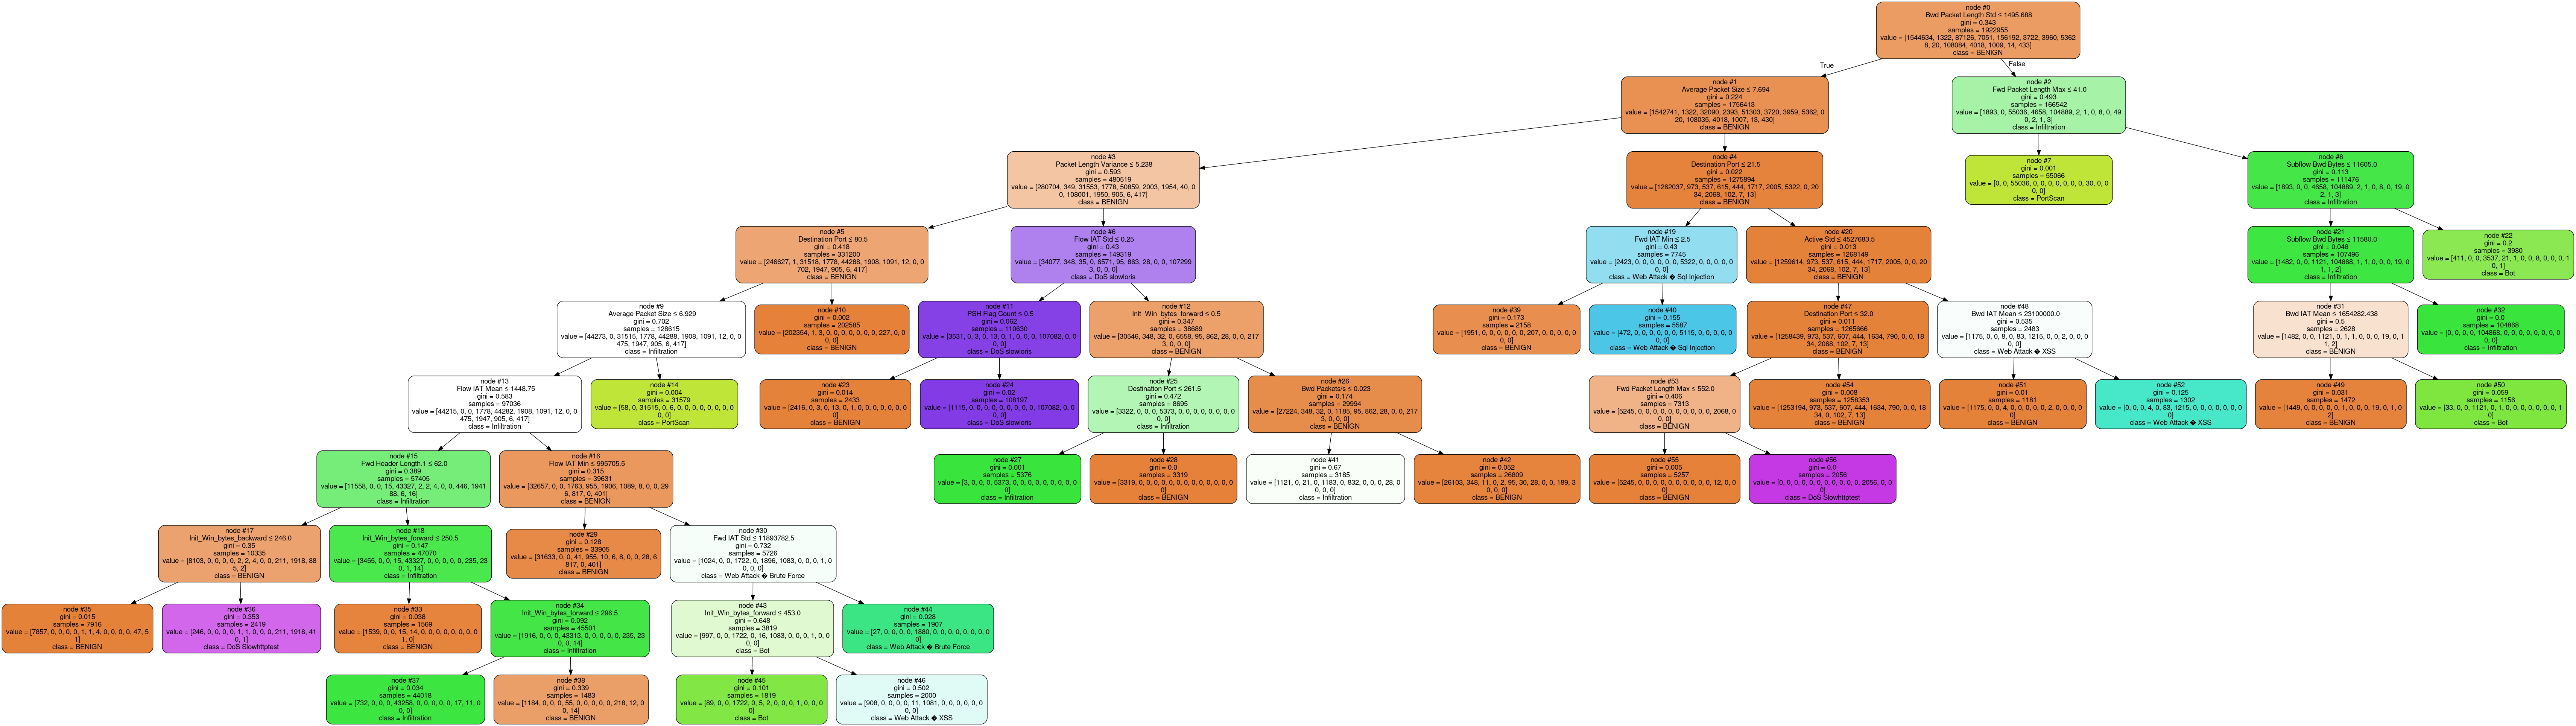 node #0
Bwd Packet Length Std ≤ 1495.688
gini = 0.343
samples = 1922955
value = [1544634, 1322, 87126, 7051, 156192, 3722, 3960, 5362
8, 20, 108084, 4018, 1009, 14, 433]
class = BENIGN
True
False
node #1
Average Packet Size ≤ 7.694
gini = 0.224
samples = 1756413
value = [1542741, 1322, 32090, 2393, 51303, 3720, 3959, 5362, 0
20, 108035, 4018, 1007, 13, 430]
class = BENIGN
node #2
Fwd Packet Length Max ≤ 41.0
gini = 0.493
samples = 166542
value = [1893, 0, 55036, 4658, 104889, 2, 1, 0, 8, 0, 49
0, 2, 1, 3]
class = Infiltration
node #3
Packet Length Variance ≤ 5.238
gini = 0.593
samples = 480519
value = [280704, 349, 31553, 1778, 50859, 2003, 1954, 40, 0
0, 108001, 1950, 905, 6, 417]
class = BENIGN
node #4
Destination Port ≤ 21.5
gini = 0.022
samples = 1275894
value = [1262037, 973, 537, 615, 444, 1717, 2005, 5322, 0, 20
34, 2068, 102, 7, 13]
class = BENIGN
node #7
gini = 0.001
samples = 55066
value = [0, 0, 55036, 0, 0, 0, 0, 0, 0, 0, 30, 0, 0
0, 0]
class = PortScan
node #8
Subflow Bwd Bytes ≤ 11605.0
gini = 0.113
samples = 111476
value = [1893, 0, 0, 4658, 104889, 2, 1, 0, 8, 0, 19, 0
2, 1, 3]
class = Infiltration
node #5
Destination Port ≤ 80.5
gini = 0.418
samples = 331200
value = [246627, 1, 31518, 1778, 44288, 1908, 1091, 12, 0, 0
702, 1947, 905, 6, 417]
class = BENIGN
node #6
Flow IAT Std ≤ 0.25
gini = 0.43
samples = 149319
value = [34077, 348, 35, 0, 6571, 95, 863, 28, 0, 0, 107299
3, 0, 0, 0]
class = DoS slowloris
node #19
Fwd IAT Min ≤ 2.5
gini = 0.43
samples = 7745
value = [2423, 0, 0, 0, 0, 0, 0, 5322, 0, 0, 0, 0, 0
0, 0]
class = Web Attack � Sql Injection
node #20
Active Std ≤ 4527683.5
gini = 0.013
samples = 1268149
value = [1259614, 973, 537, 615, 444, 1717, 2005, 0, 0, 20
34, 2068, 102, 7, 13]
class = BENIGN
node #21
Subflow Bwd Bytes ≤ 11580.0
gini = 0.048
samples = 107496
value = [1482, 0, 0, 1121, 104868, 1, 1, 0, 0, 0, 19, 0
1, 1, 2]
class = Infiltration
node #22
gini = 0.2
samples = 3980
value = [411, 0, 0, 3537, 21, 1, 0, 0, 8, 0, 0, 0, 1
0, 1]
class = Bot
node #9
Average Packet Size ≤ 6.929
gini = 0.702
samples = 128615
value = [44273, 0, 31515, 1778, 44288, 1908, 1091, 12, 0, 0
475, 1947, 905, 6, 417]
class = Infiltration
node #10
gini = 0.002
samples = 202585
value = [202354, 1, 3, 0, 0, 0, 0, 0, 0, 0, 227, 0, 0
0, 0]
class = BENIGN
node #11
PSH Flag Count ≤ 0.5
gini = 0.062
samples = 110630
value = [3531, 0, 3, 0, 13, 0, 1, 0, 0, 0, 107082, 0, 0
0, 0]
class = DoS slowloris
node #12
Init_Win_bytes_forward ≤ 0.5
gini = 0.347
samples = 38689
value = [30546, 348, 32, 0, 6558, 95, 862, 28, 0, 0, 217
3, 0, 0, 0]
class = BENIGN
node #39
gini = 0.173
samples = 2158
value = [1951, 0, 0, 0, 0, 0, 0, 207, 0, 0, 0, 0, 0
0, 0]
class = BENIGN
node #40
gini = 0.155
samples = 5587
value = [472, 0, 0, 0, 0, 0, 0, 5115, 0, 0, 0, 0, 0
0, 0]
class = Web Attack � Sql Injection
node #47
Destination Port ≤ 32.0
gini = 0.011
samples = 1265666
value = [1258439, 973, 537, 607, 444, 1634, 790, 0, 0, 18
34, 2068, 102, 7, 13]
class = BENIGN
node #48
Bwd IAT Mean ≤ 23100000.0
gini = 0.535
samples = 2483
value = [1175, 0, 0, 8, 0, 83, 1215, 0, 0, 2, 0, 0, 0
0, 0]
class = Web Attack � XSS
node #31
Bwd IAT Mean ≤ 1654282.438
gini = 0.5
samples = 2628
value = [1482, 0, 0, 1121, 0, 1, 1, 0, 0, 0, 19, 0, 1
1, 2]
class = BENIGN
node #32
gini = 0.0
samples = 104868
value = [0, 0, 0, 0, 104868, 0, 0, 0, 0, 0, 0, 0, 0
0, 0]
class = Infiltration
node #13
Flow IAT Mean ≤ 1448.75
gini = 0.583
samples = 97036
value = [44215, 0, 0, 1778, 44282, 1908, 1091, 12, 0, 0
475, 1947, 905, 6, 417]
class = Infiltration
node #14
gini = 0.004
samples = 31579
value = [58, 0, 31515, 0, 6, 0, 0, 0, 0, 0, 0, 0, 0
0, 0]
class = PortScan
node #23
gini = 0.014
samples = 2433
value = [2416, 0, 3, 0, 13, 0, 1, 0, 0, 0, 0, 0, 0
0, 0]
class = BENIGN
node #24
gini = 0.02
samples = 108197
value = [1115, 0, 0, 0, 0, 0, 0, 0, 0, 0, 107082, 0, 0
0, 0]
class = DoS slowloris
node #25
Destination Port ≤ 261.5
gini = 0.472
samples = 8695
value = [3322, 0, 0, 0, 5373, 0, 0, 0, 0, 0, 0, 0, 0
0, 0]
class = Infiltration
node #26
Bwd Packets/s ≤ 0.023
gini = 0.174
samples = 29994
value = [27224, 348, 32, 0, 1185, 95, 862, 28, 0, 0, 217
3, 0, 0, 0]
class = BENIGN
node #53
Fwd Packet Length Max ≤ 552.0
gini = 0.406
samples = 7313
value = [5245, 0, 0, 0, 0, 0, 0, 0, 0, 0, 0, 2068, 0
0, 0]
class = BENIGN
node #54
gini = 0.008
samples = 1258353
value = [1253194, 973, 537, 607, 444, 1634, 790, 0, 0, 18
34, 0, 102, 7, 13]
class = BENIGN
node #51
gini = 0.01
samples = 1181
value = [1175, 0, 0, 4, 0, 0, 0, 0, 0, 2, 0, 0, 0, 0
0]
class = BENIGN
node #52
gini = 0.125
samples = 1302
value = [0, 0, 0, 4, 0, 83, 1215, 0, 0, 0, 0, 0, 0, 0
0]
class = Web Attack � XSS
node #49
gini = 0.031
samples = 1472
value = [1449, 0, 0, 0, 0, 0, 1, 0, 0, 0, 19, 0, 1, 0
2]
class = BENIGN
node #50
gini = 0.059
samples = 1156
value = [33, 0, 0, 1121, 0, 1, 0, 0, 0, 0, 0, 0, 0, 1
0]
class = Bot
node #15
Fwd Header Length.1 ≤ 62.0
gini = 0.389
samples = 57405
value = [11558, 0, 0, 15, 43327, 2, 2, 4, 0, 0, 446, 1941
88, 6, 16]
class = Infiltration
node #16
Flow IAT Min ≤ 995705.5
gini = 0.315
samples = 39631
value = [32657, 0, 0, 1763, 955, 1906, 1089, 8, 0, 0, 29
6, 817, 0, 401]
class = BENIGN
node #27
gini = 0.001
samples = 5376
value = [3, 0, 0, 0, 5373, 0, 0, 0, 0, 0, 0, 0, 0, 0
0]
class = Infiltration
node #28
gini = 0.0
samples = 3319
value = [3319, 0, 0, 0, 0, 0, 0, 0, 0, 0, 0, 0, 0, 0
0]
class = BENIGN
node #41
gini = 0.67
samples = 3185
value = [1121, 0, 21, 0, 1183, 0, 832, 0, 0, 0, 28, 0
0, 0, 0]
class = Infiltration
node #42
gini = 0.052
samples = 26809
value = [26103, 348, 11, 0, 2, 95, 30, 28, 0, 0, 189, 3
0, 0, 0]
class = BENIGN
node #55
gini = 0.005
samples = 5257
value = [5245, 0, 0, 0, 0, 0, 0, 0, 0, 0, 0, 12, 0, 0
0]
class = BENIGN
node #56
gini = 0.0
samples = 2056
value = [0, 0, 0, 0, 0, 0, 0, 0, 0, 0, 0, 2056, 0, 0
0]
class = DoS Slowhttptest
node #17
Init_Win_bytes_backward ≤ 246.0
gini = 0.35
samples = 10335
value = [8103, 0, 0, 0, 0, 2, 2, 4, 0, 0, 211, 1918, 88
5, 2]
class = BENIGN
node #18
Init_Win_bytes_forward ≤ 250.5
gini = 0.147
samples = 47070
value = [3455, 0, 0, 15, 43327, 0, 0, 0, 0, 0, 235, 23
0, 1, 14]
class = Infiltration
node #29
gini = 0.128
samples = 33905
value = [31633, 0, 0, 41, 955, 10, 6, 8, 0, 0, 28, 6
817, 0, 401]
class = BENIGN
node #30
Fwd IAT Std ≤ 11893782.5
gini = 0.732
samples = 5726
value = [1024, 0, 0, 1722, 0, 1896, 1083, 0, 0, 0, 1, 0
0, 0, 0]
class = Web Attack � Brute Force
node #35
gini = 0.015
samples = 7916
value = [7857, 0, 0, 0, 0, 1, 1, 4, 0, 0, 0, 0, 47, 5
1]
class = BENIGN
node #36
gini = 0.353
samples = 2419
value = [246, 0, 0, 0, 0, 1, 1, 0, 0, 0, 211, 1918, 41
0, 1]
class = DoS Slowhttptest
node #33
gini = 0.038
samples = 1569
value = [1539, 0, 0, 15, 14, 0, 0, 0, 0, 0, 0, 0, 0
1, 0]
class = BENIGN
node #34
Init_Win_bytes_forward ≤ 296.5
gini = 0.092
samples = 45501
value = [1916, 0, 0, 0, 43313, 0, 0, 0, 0, 0, 235, 23
0, 0, 14]
class = Infiltration
node #43
Init_Win_bytes_forward ≤ 453.0
gini = 0.648
samples = 3819
value = [997, 0, 0, 1722, 0, 16, 1083, 0, 0, 0, 1, 0, 0
0, 0]
class = Bot
node #44
gini = 0.028
samples = 1907
value = [27, 0, 0, 0, 0, 1880, 0, 0, 0, 0, 0, 0, 0, 0
0]
class = Web Attack � Brute Force
node #37
gini = 0.034
samples = 44018
value = [732, 0, 0, 0, 43258, 0, 0, 0, 0, 0, 17, 11, 0
0, 0]
class = Infiltration
node #38
gini = 0.339
samples = 1483
value = [1184, 0, 0, 0, 55, 0, 0, 0, 0, 0, 218, 12, 0
0, 14]
class = BENIGN
node #45
gini = 0.101
samples = 1819
value = [89, 0, 0, 1722, 0, 5, 2, 0, 0, 0, 1, 0, 0, 0
0]
class = Bot
node #46
gini = 0.502
samples = 2000
value = [908, 0, 0, 0, 0, 11, 1081, 0, 0, 0, 0, 0, 0
0, 0]
class = Web Attack � XSS